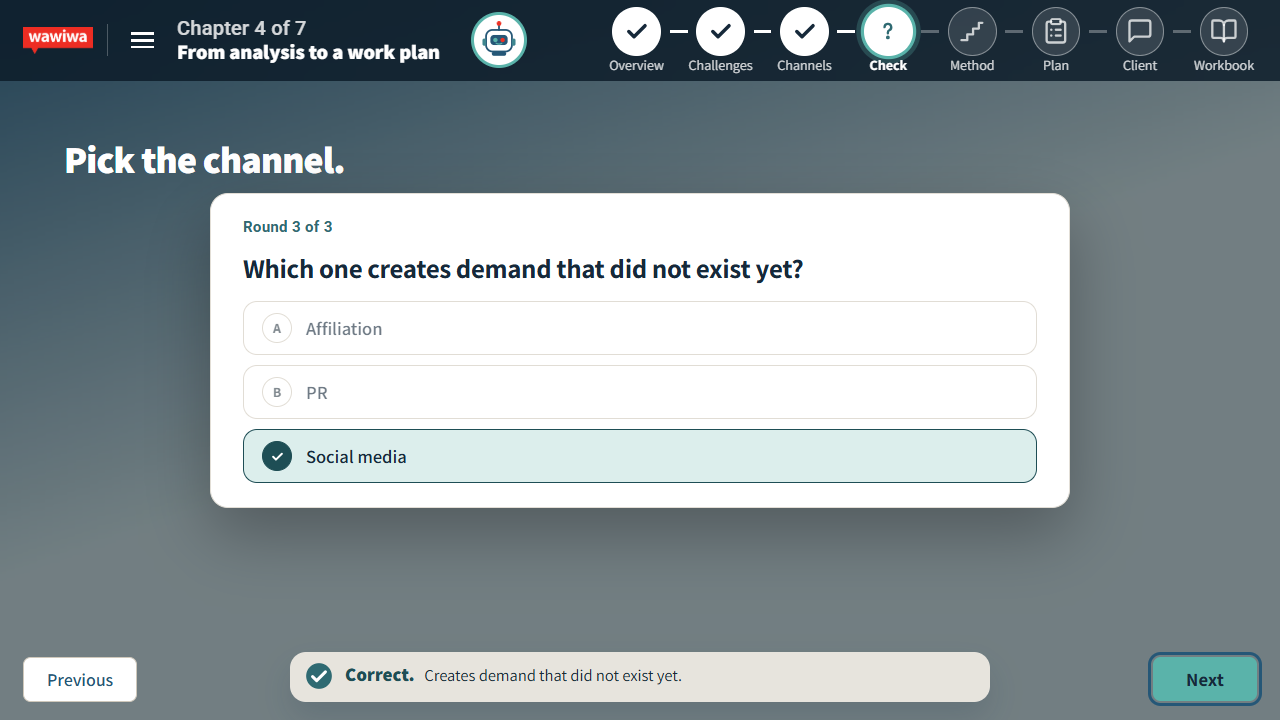 wawiwa
Chapter 4 of 7
From analysis to a work plan
?
Overview
Challenges
Channels
Check
Method
Plan
Client
Workbook
Pick the channel.
Round 3 of 3
Which one creates demand that did not exist yet?
A Affiliation
B PR
Social media
Previous
Correct. Creates demand that did not exist yet.
Next